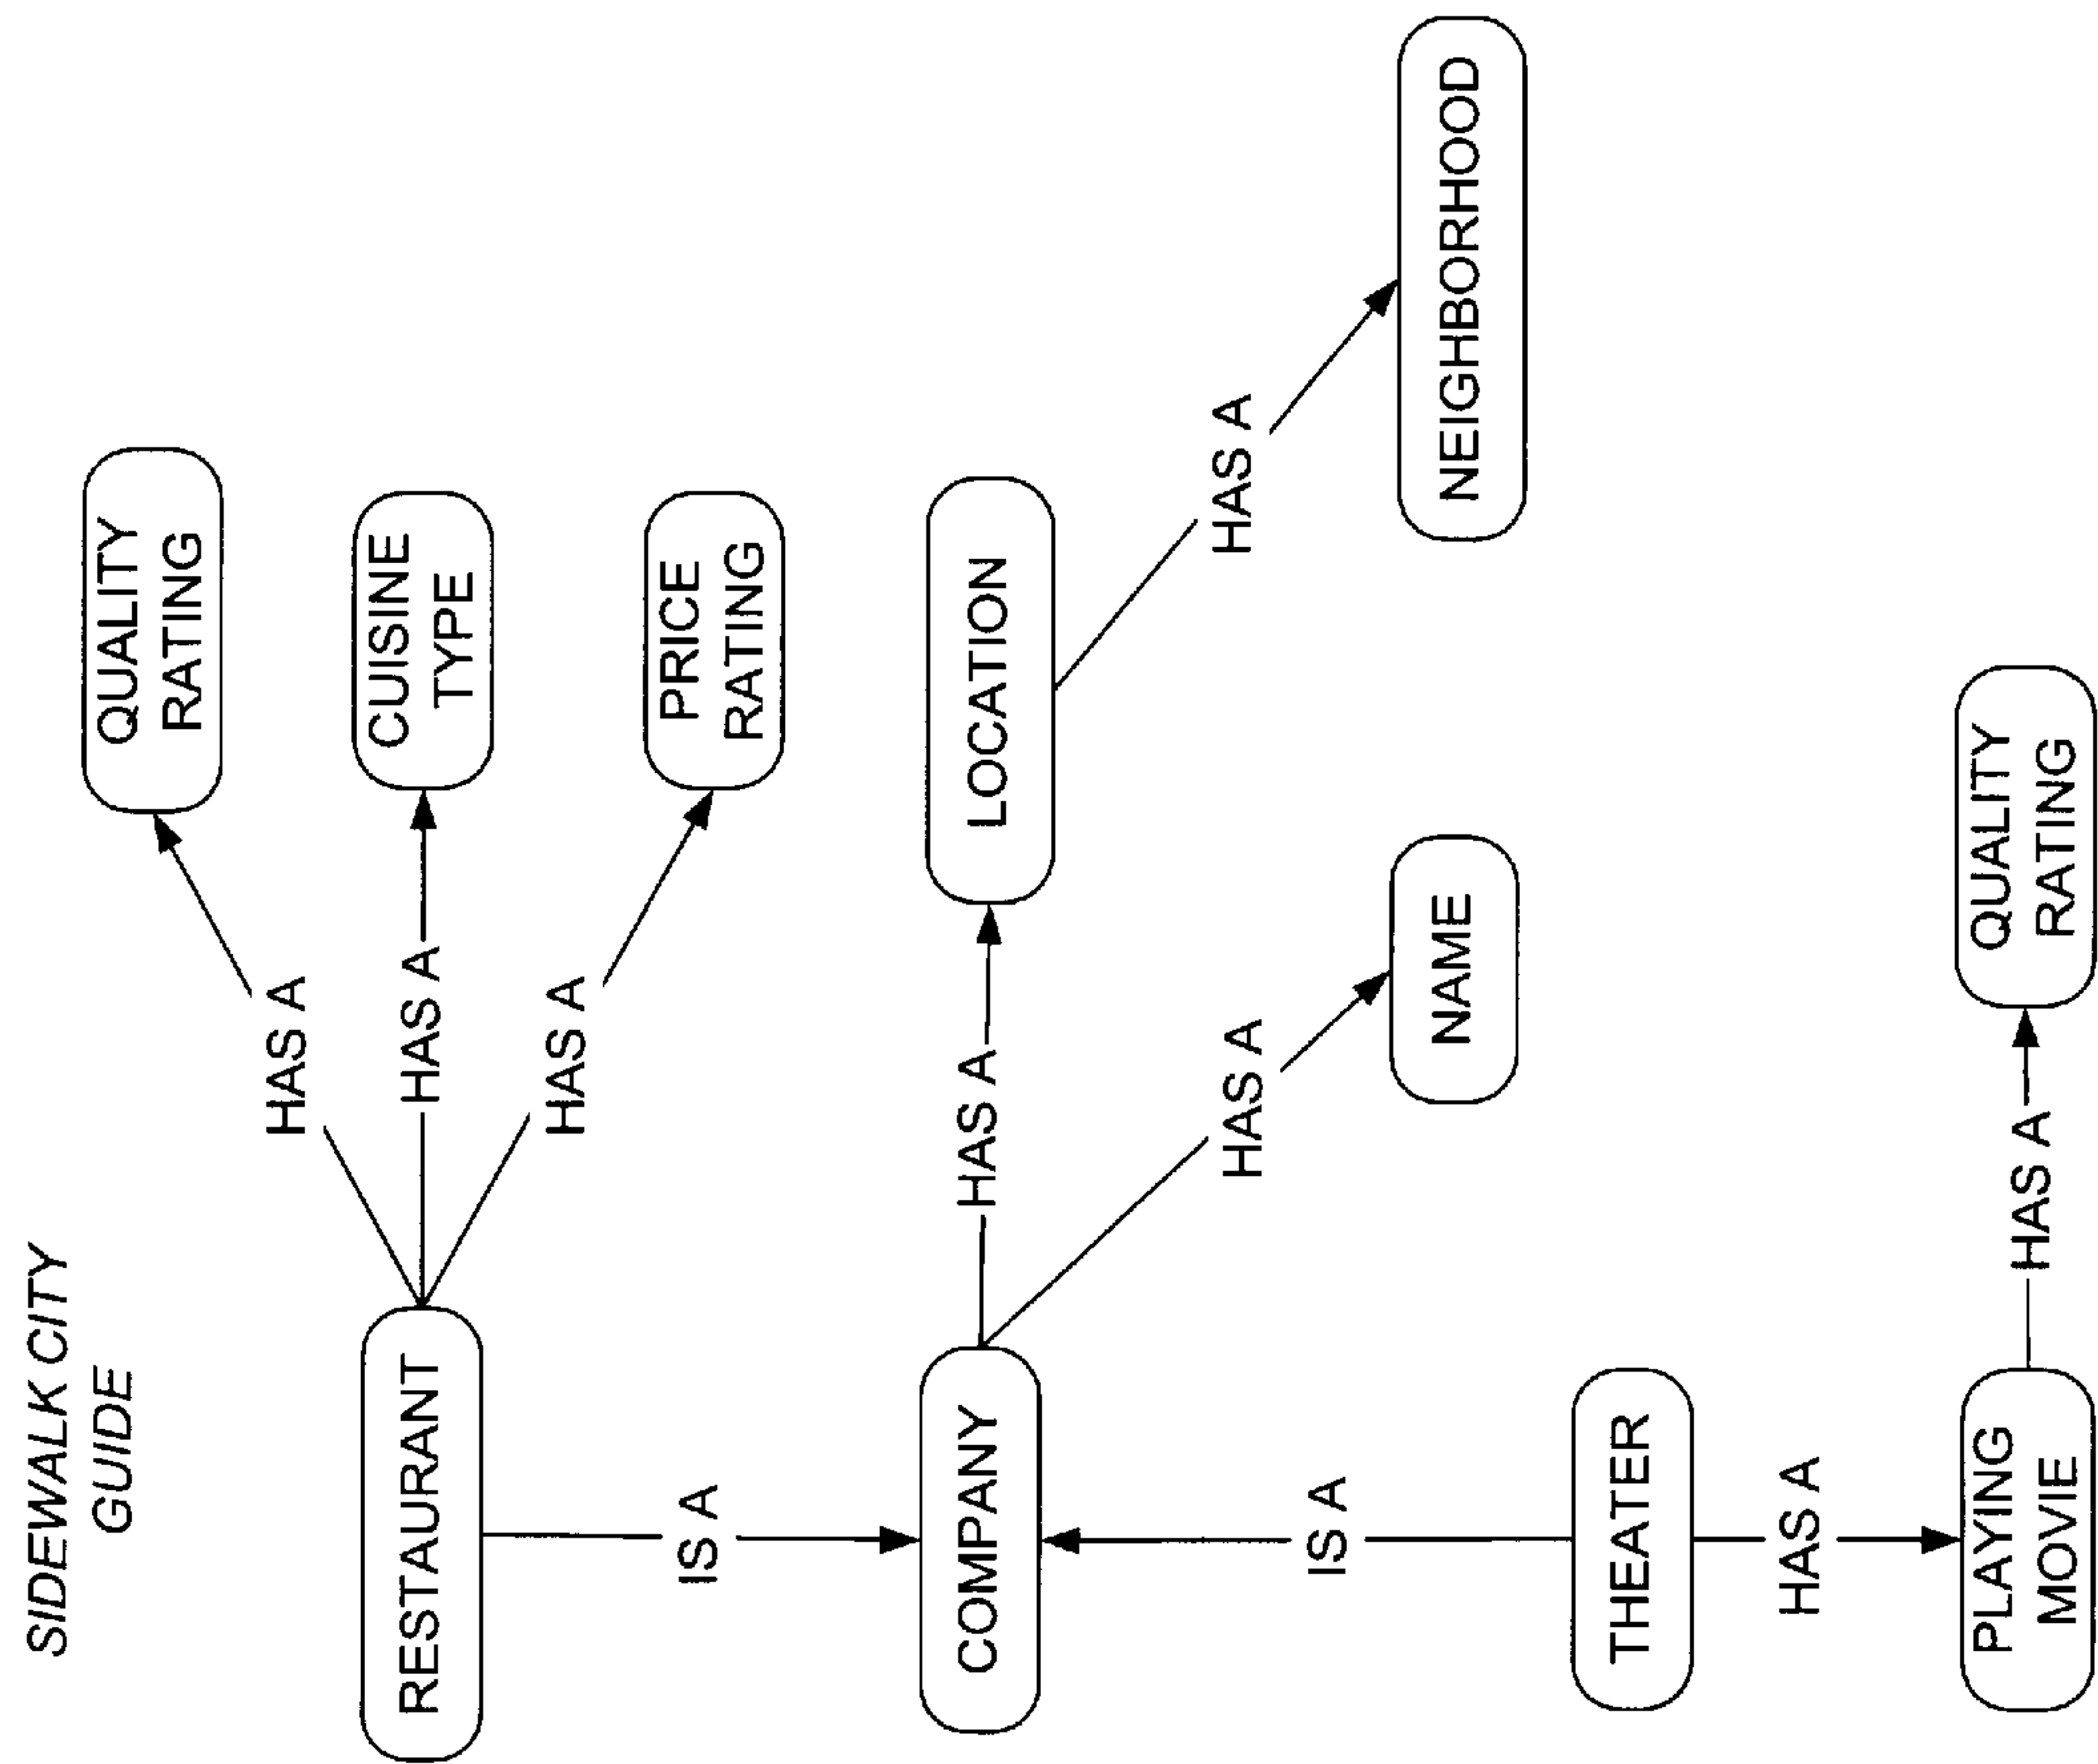 SIDEWALK CITY
GUIDE
QUALITY
RATING
HAS A
RESTAURANT
HAS A
CUISINE
TYPE
HAS A
PRICE
RATING
IS A
COMPANY
HAS A
LOCATION
HAS A
NAME
HAS A
NEIGHBORHOOD
IS A
THEATER
HAS A
PLAYING
MOVIE
HAS A
QUALITY
RATING